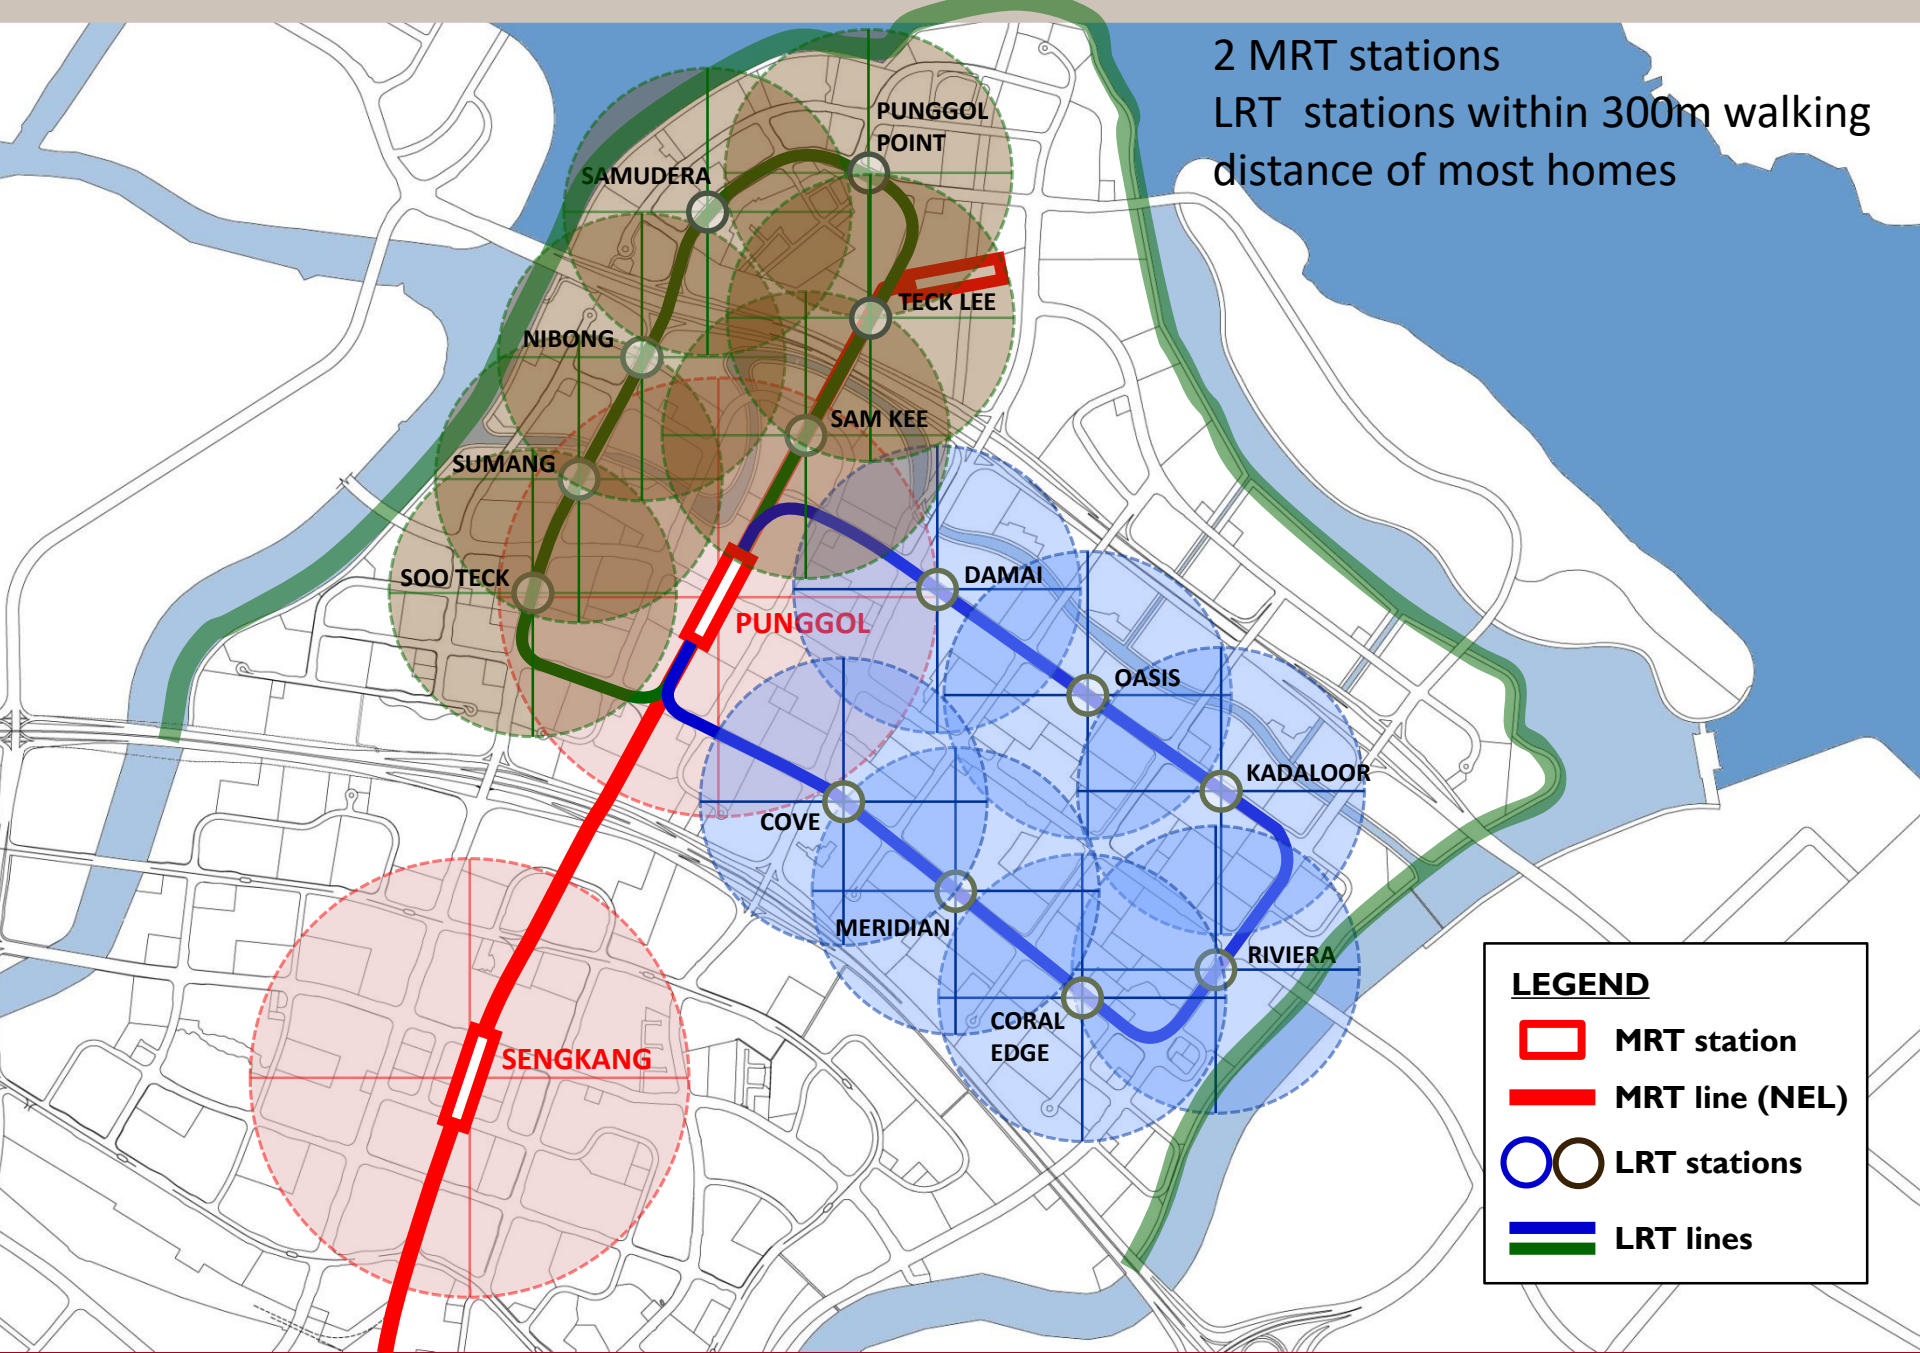 2 MRT stations
LRT stations within 300m walking
distance of most homes
PUNGGOL
POINT
SAMUDERA
TECK LEE
NIBONG
SAM KEE
SUMANG
SOO TECK
DAMAI
PUNGGOL
OASIS
KADALOOR
COVE
MERIDIAN
RIVIERA
CORAL
EDGE
SENGKANG
LEGEND
MRT station
MRT line (NEL)
LRT stations
LRT lines